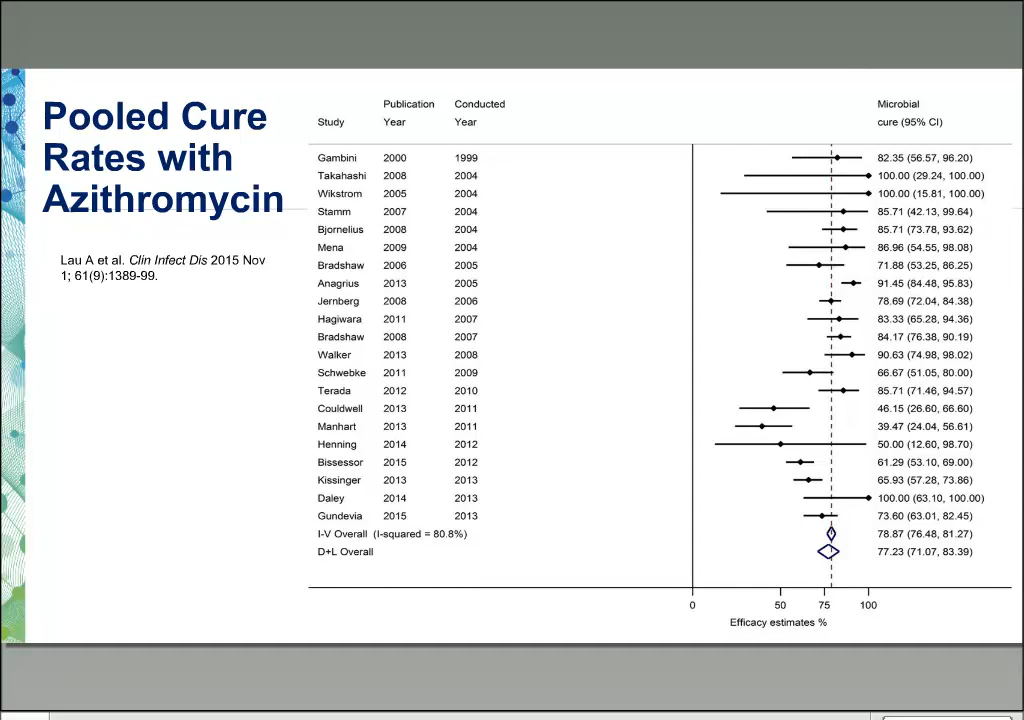 Pooled Cure
Rates with
Azithromycin
Lau A et al. Clin Infect Dis 2015 Nov
1; 61(9):1389-99.
Publication Conducted Microbial
Study Year Year cure (95% CI)
Gambini 2000 1999 82.35 (56.57, 96.20)
Takahashi 2008 2004 100.00 (29.24, 100.00)
Wikstrom 2005 2004 100.00 (15.81, 100.00)
Stamm 2007 2004 85.71 (42.13, 99.64)
Bjornelius 2008 2004 85.71 (73.78, 93.62)
Mena 2009 2004 86.96 (54.55, 98.08)
Bradshaw 2006 2005 71.88 (53.25, 86.25)
Anagrius 2013 2005 91.45 (84.48, 95.83)
Jernberg 2008 2006 78.69 (72.04, 84.38)
Hagiwara 2011 2007 83.33 (65.28, 94.36)
Bradshaw 2008 2007 84.17 (76.38, 90.19)
Walker 2013 2008 90.63 (74.98, 98.02)
Schwebke 2011 2009 66.67 (51.05, 80.00)
Terada 2012 2010 85.71 (71.46, 94.57)
Couldwell 2013 2011 46.15 (26.60, 66.60)
Manhart 2013 2011 39.47 (24.04, 56.61)
Henning 2014 2012 50.00 (12.60, 98.70)
Bissessor 2015 2012 61.29 (53.10, 69.00)
Kissinger 2013 2013 65.93 (57.28, 73.86)
Daley 2014 2013 100.00 (63.10, 100.00)
Gundevia 2015 2013 73.60 (63.01, 82.45)
I-V Overall (I-squared = 80.8%) 78.87 (76.48, 81.27)
D+L Overall 77.23 (71.07, 83.39)
0 50 75 100
Efficacy estimates %